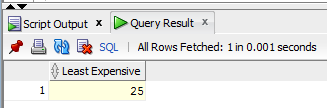 Script Output x Query Result x
SQL | All Rows Fetched: 1 in 0.001 seconds
Least Expensive
1 25